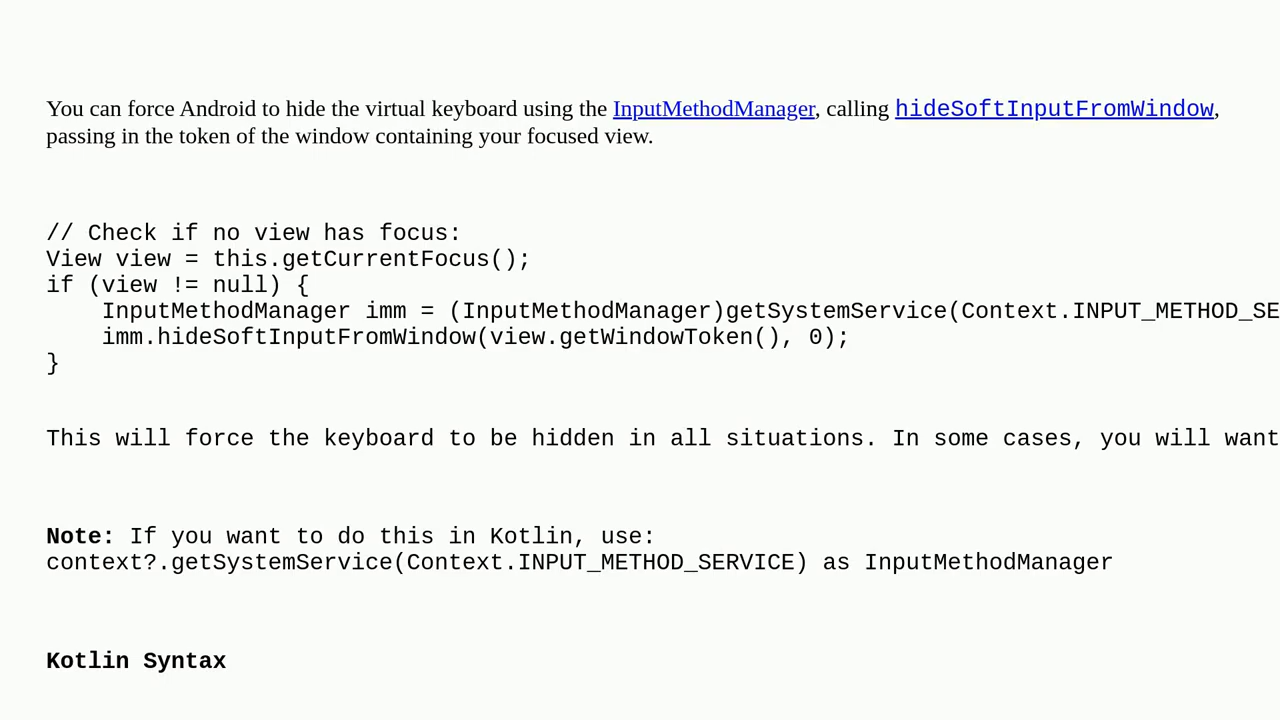 You can force Android to hide the virtual keyboard using the InputMethodManager, calling hideSoftInputFromWindow,
passing in the token of the window containing your focused view.
// Check if no view has focus:
View view = this.getCurrentFocus();
if (view != null) {
    InputMethodManager imm = (InputMethodManager)getSystemService(Context.INPUT_METHOD_SE
    imm.hideSoftInputFromWindow(view.getWindowToken(), 0);
}
This will force the keyboard to be hidden in all situations. In some cases, you will want
Note: If you want to do this in Kotlin, use:
context?.getSystemService(Context.INPUT_METHOD_SERVICE) as InputMethodManager
Kotlin Syntax